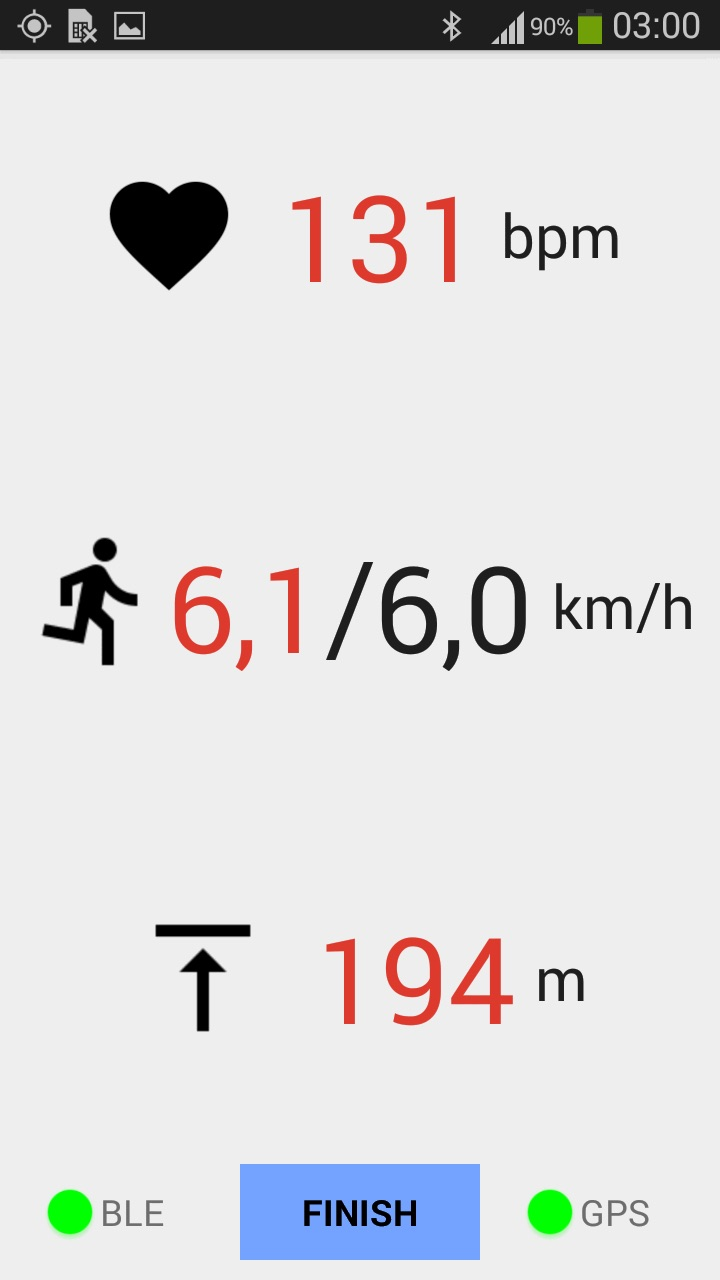 90% 03:00
131 bpm
6,1/6,0 km/h
194 m
BLE FINISH GPS